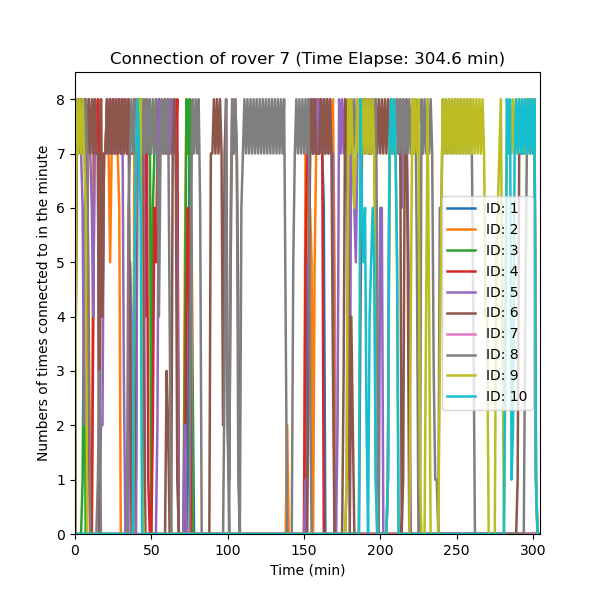 Connection of rover 7 (Time Elapse: 304.6 min)
Numbers of times connected to in the minute
8
7
6
5
4
3
2
1
0
ID: 1
ID: 2
ID: 3
ID: 4
ID: 5
ID: 6
ID: 7
ID: 8
ID: 9
ID: 10
0 50 100 150 200 250 300
Time (min)